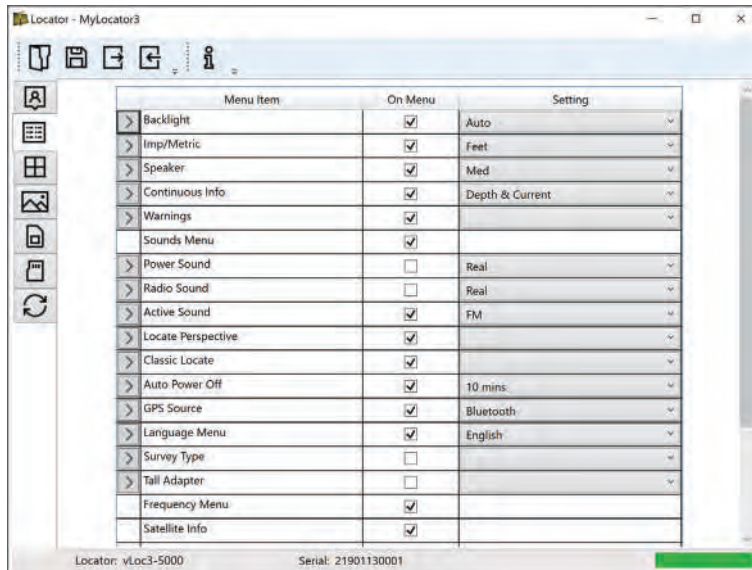 Locator - MyLocator3
Menu Item On Menu Setting
Backlight Auto
Imp/Metric Feet
Speaker Med
Continuous Info Depth & Current
Warnings
Sounds Menu
Power Sound Real
Radio Sound Real
Active Sound FM
Locate Perspective
Classic Locate
Auto Power Off 10 mins
GPS Source Bluetooth
Language Menu English
Survey Type
Tall Adapter
Frequency Menu
Satellite Info
Locator: vLoc3-5000 Serial: 21901130001